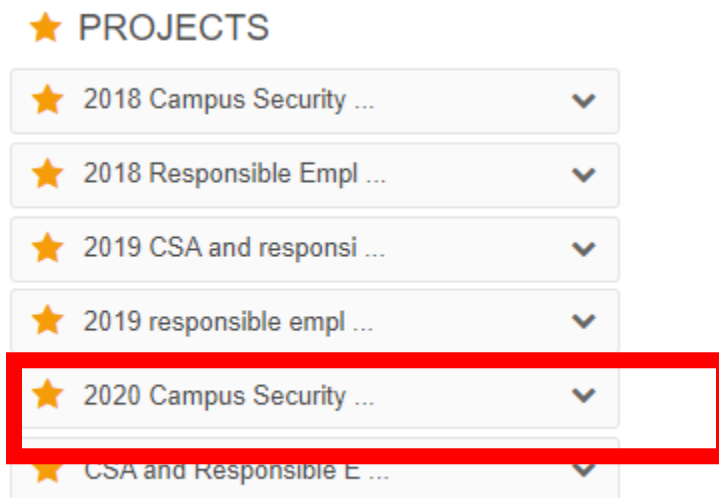 PROJECTS
2018 Campus Security ...
2018 Responsible Empl ...
2019 CSA and responsi ...
2019 responsible empl ...
2020 Campus Security ...
CSA and Responsible E ...